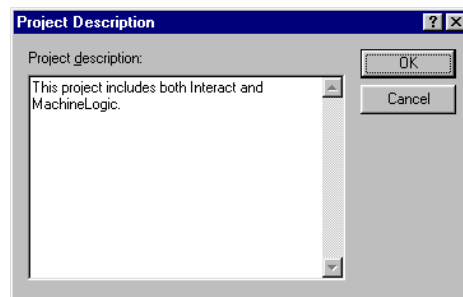 Project Description
Project description:
OK
This project includes both Interact and
MachineLogic.
Cancel